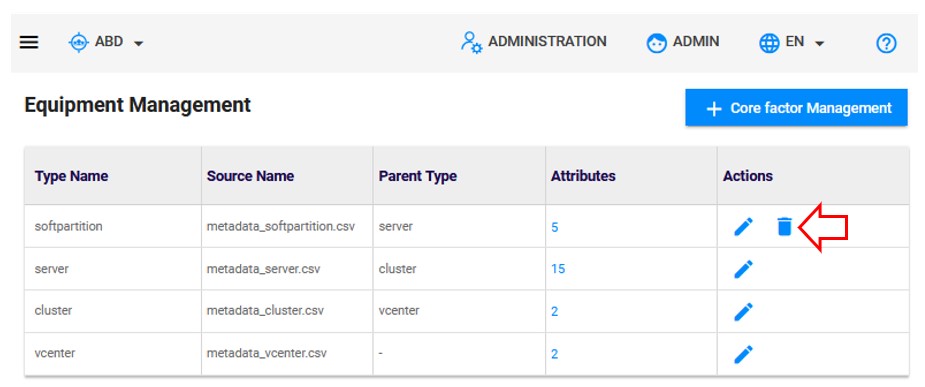 ABD ADMINISTRATION ADMIN EN
Equipment Management + Core factor Management
Type Name Source Name Parent Type Attributes Actions
softpartition metadata_softpartition.csv server 5
server metadata_server.csv cluster 15
cluster metadata_cluster.csv vcenter 2
vcenter metadata_vcenter.csv - 2